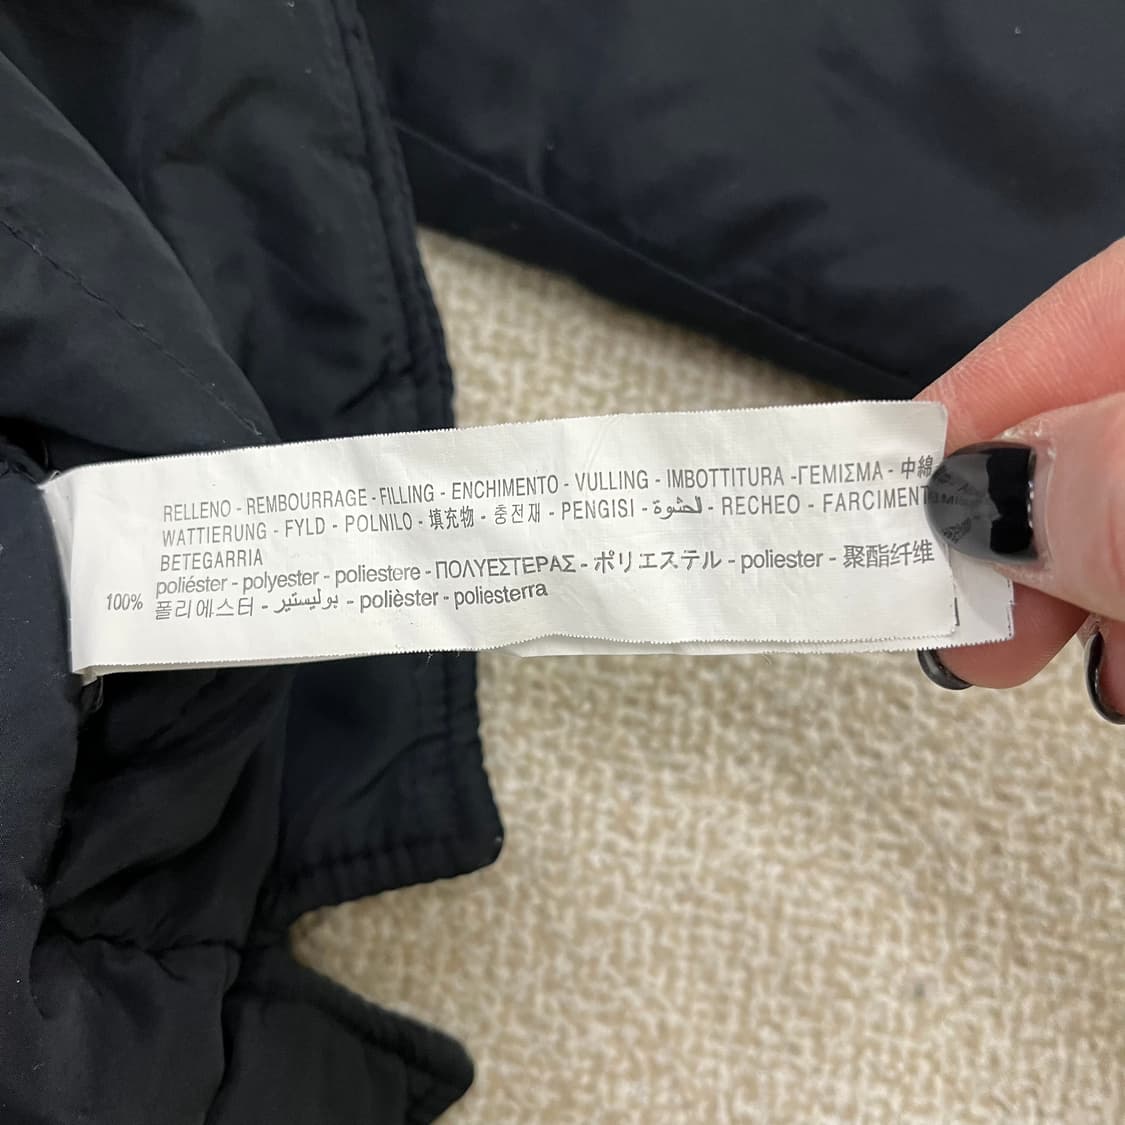 RELLENO - REMBOURRAGE - FILLING - ENCHIMENTO - VULLING - IMBOTTITURA - ΓΕΜΙΣΜΑ - 中綿
WATTIERUNG - FYLD - POLNILO - 填充物 - 충전재 - PENGISI - لحشوة - RECHEO - FARCIMENT
BETEGARRIA
poliéster - polyester - poliestere - ΠΟΛΥΕΣΤΕΡΑΣ - ポリエステル - poliester - 聚酯纤维
100% 폴리에스터 - بوليستير - polièster - poliesterra